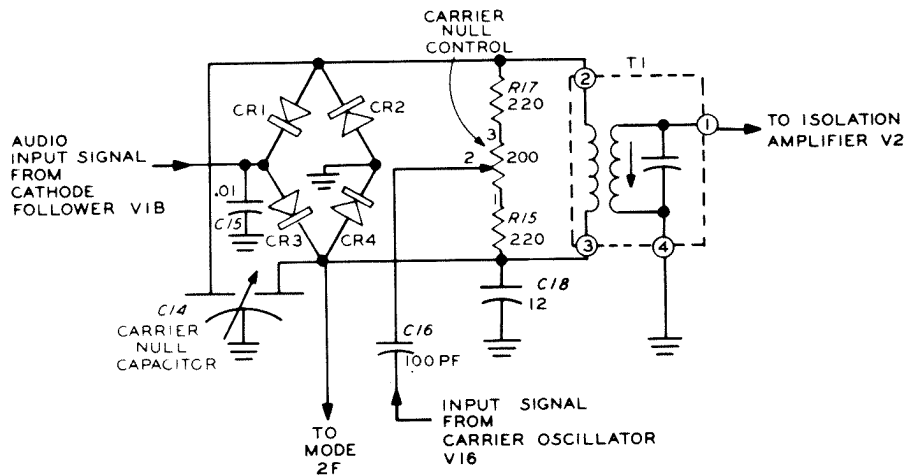 CARRIER
NULL
CONTROL
T1
2
R17
220
CR1
CR2
3
1
TO ISOLATION
AMPLIFIER V2
AUDIO
INPUT SIGNAL
FROM
CATHODE
FOLLOWER V1B
2
200
.01
C15
1
R15
220
CR3
CR4
3
4
C14
CARRIER
NULL
CAPACITOR
C18
12
C16
100 PF
INPUT SIGNAL
FROM
CARRIER OSCILLATOR
V16
TO
MODE
2F